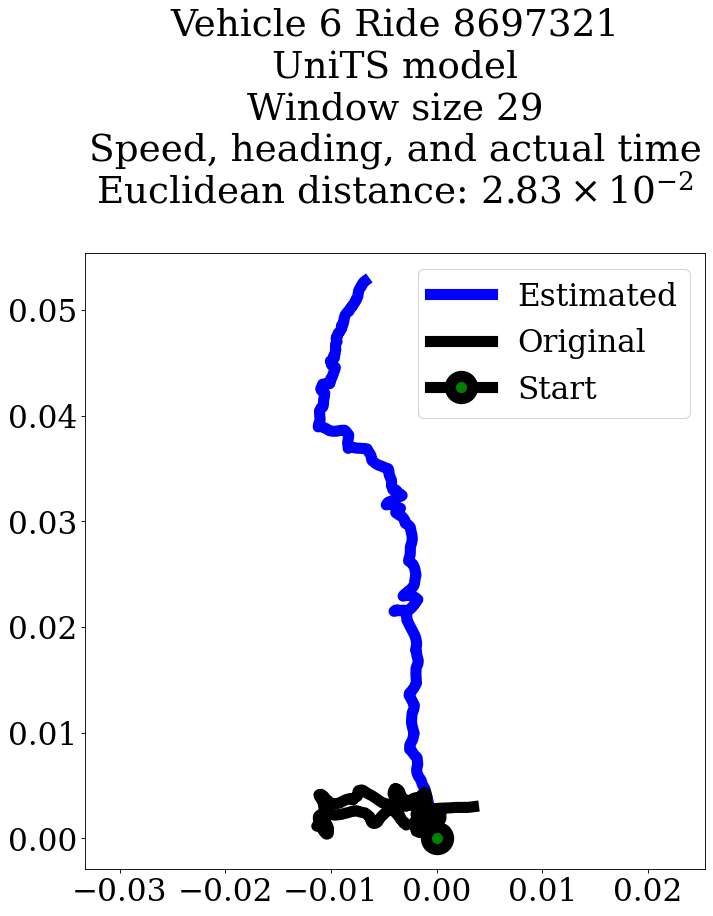 Vehicle 6 Ride 8697321
UniTS model
Window size 29
Speed, heading, and actual time
Euclidean distance: 2.83 × 10⁻²
Estimated
Original
Start
0.05
0.04
0.03
0.02
0.01
0.00
−0.03 −0.02 −0.01 0.00 0.01 0.02